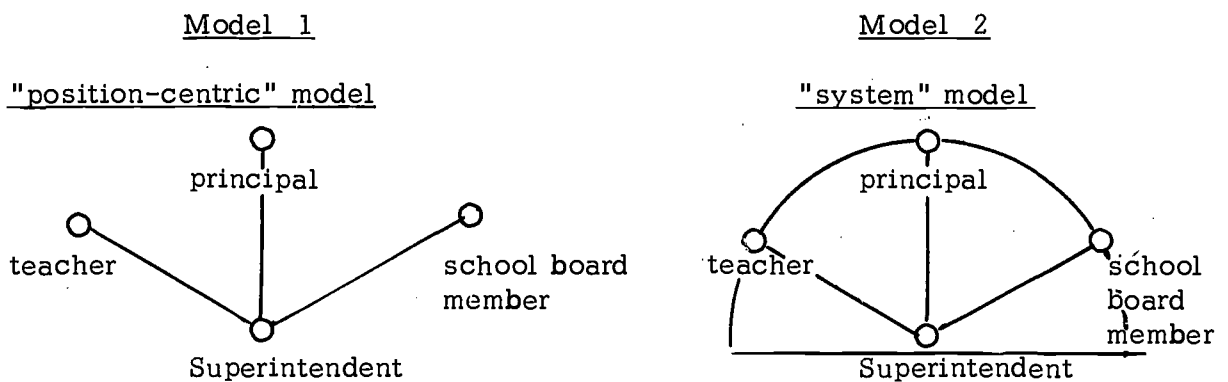 Model 1
"position-centric" model
principal
teacher
school board
member
Superintendent
Model 2
"system" model
principal
teacher
school
board
member
Superintendent